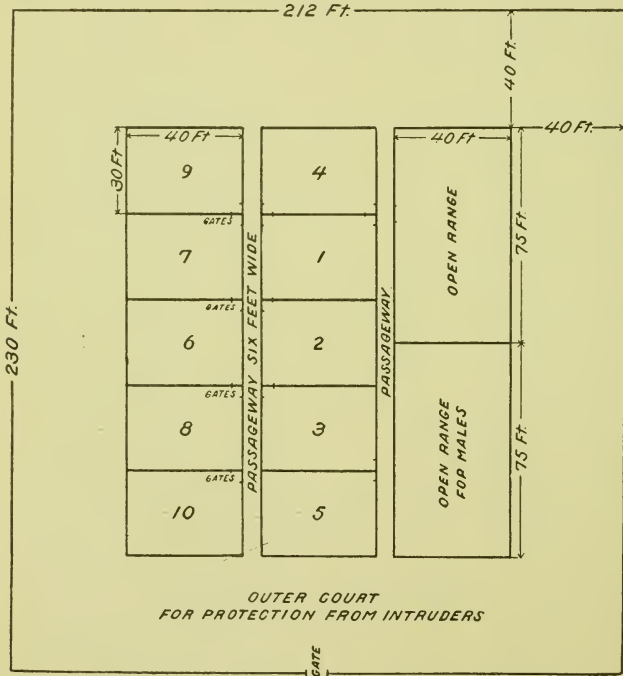 212 Ft.
40 Ft.
40 Ft.
40 Ft
40 Ft
30 Ft
9
4
GATES
7
1
OPEN RANGE
75 Ft.
GATES
PASSAGEWAY SIX FEET WIDE
PASSAGEWAY
230 Ft.
6
2
GATES
8
3
OPEN RANGE
FOP MALES
75 Ft.
GATES
10
5
OUTER COURT
FOR PROTECTION FROM INTRUDERS
GATE